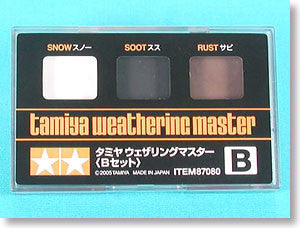 SNOW スノー SOOT スス RUST サビ
tamiya weathering master
タミヤ ウェザリングマスター
〈Bセット〉
B
©2005 TAMIYA MADE IN JAPAN ITEM87080